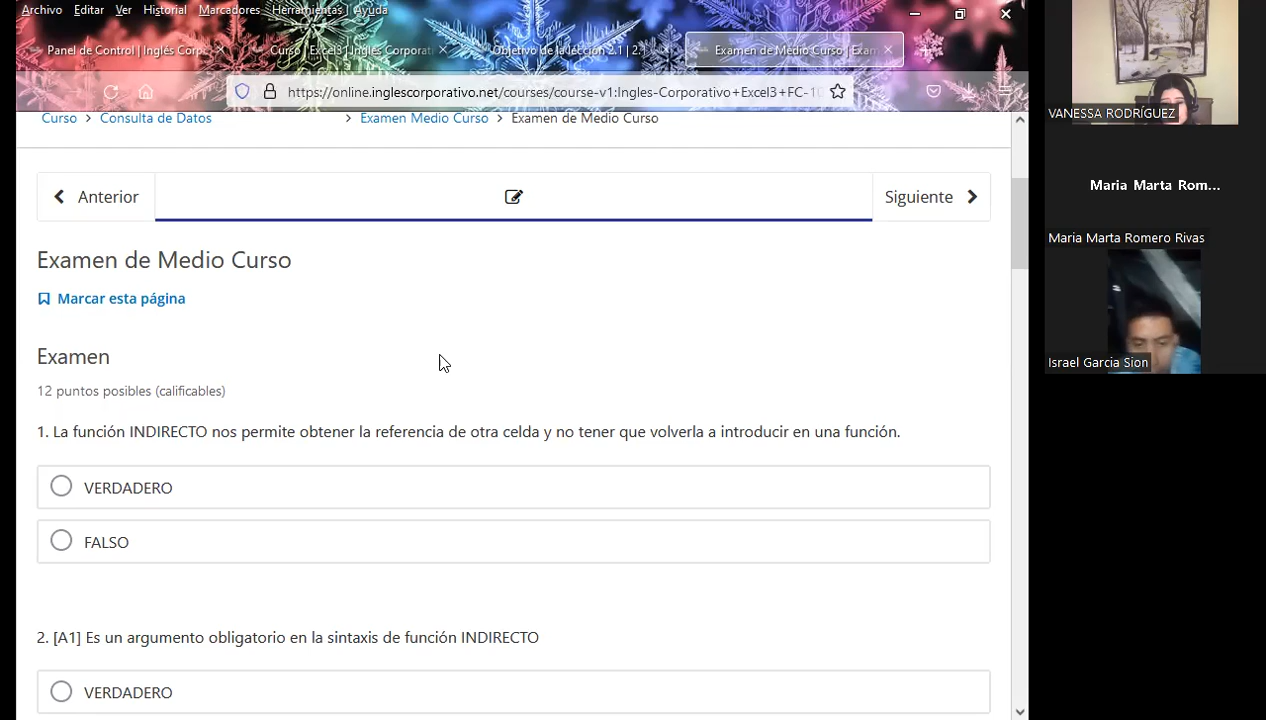 Archivo Editar Ver Historial Marcadores Herramientas Ayuda
Panel de Control | Inglés Corp
Curso | Excel3 | Inglés Corporati
Objetivo de la lección 2.1 | 2.
Examen de Medio Curso | Exam
https://online.inglescorporativo.net/courses/course-v1:Ingles-Corporativo+Excel3+FC-10
Curso > Consulta de Datos > Examen Medio Curso > Examen de Medio Curso
Anterior
Siguiente
Examen de Medio Curso
Marcar esta página
Examen
12 puntos posibles (calificables)
1. La función INDIRECTO nos permite obtener la referencia de otra celda y no tener que volverla a introducir en una función.
VERDADERO
FALSO
2. [A1] Es un argumento obligatorio en la sintaxis de función INDIRECTO
VERDADERO
VANESSA RODRÍGUEZ
Maria Marta Rom...
Maria Marta Romero Rivas
Israel Garcia Sion